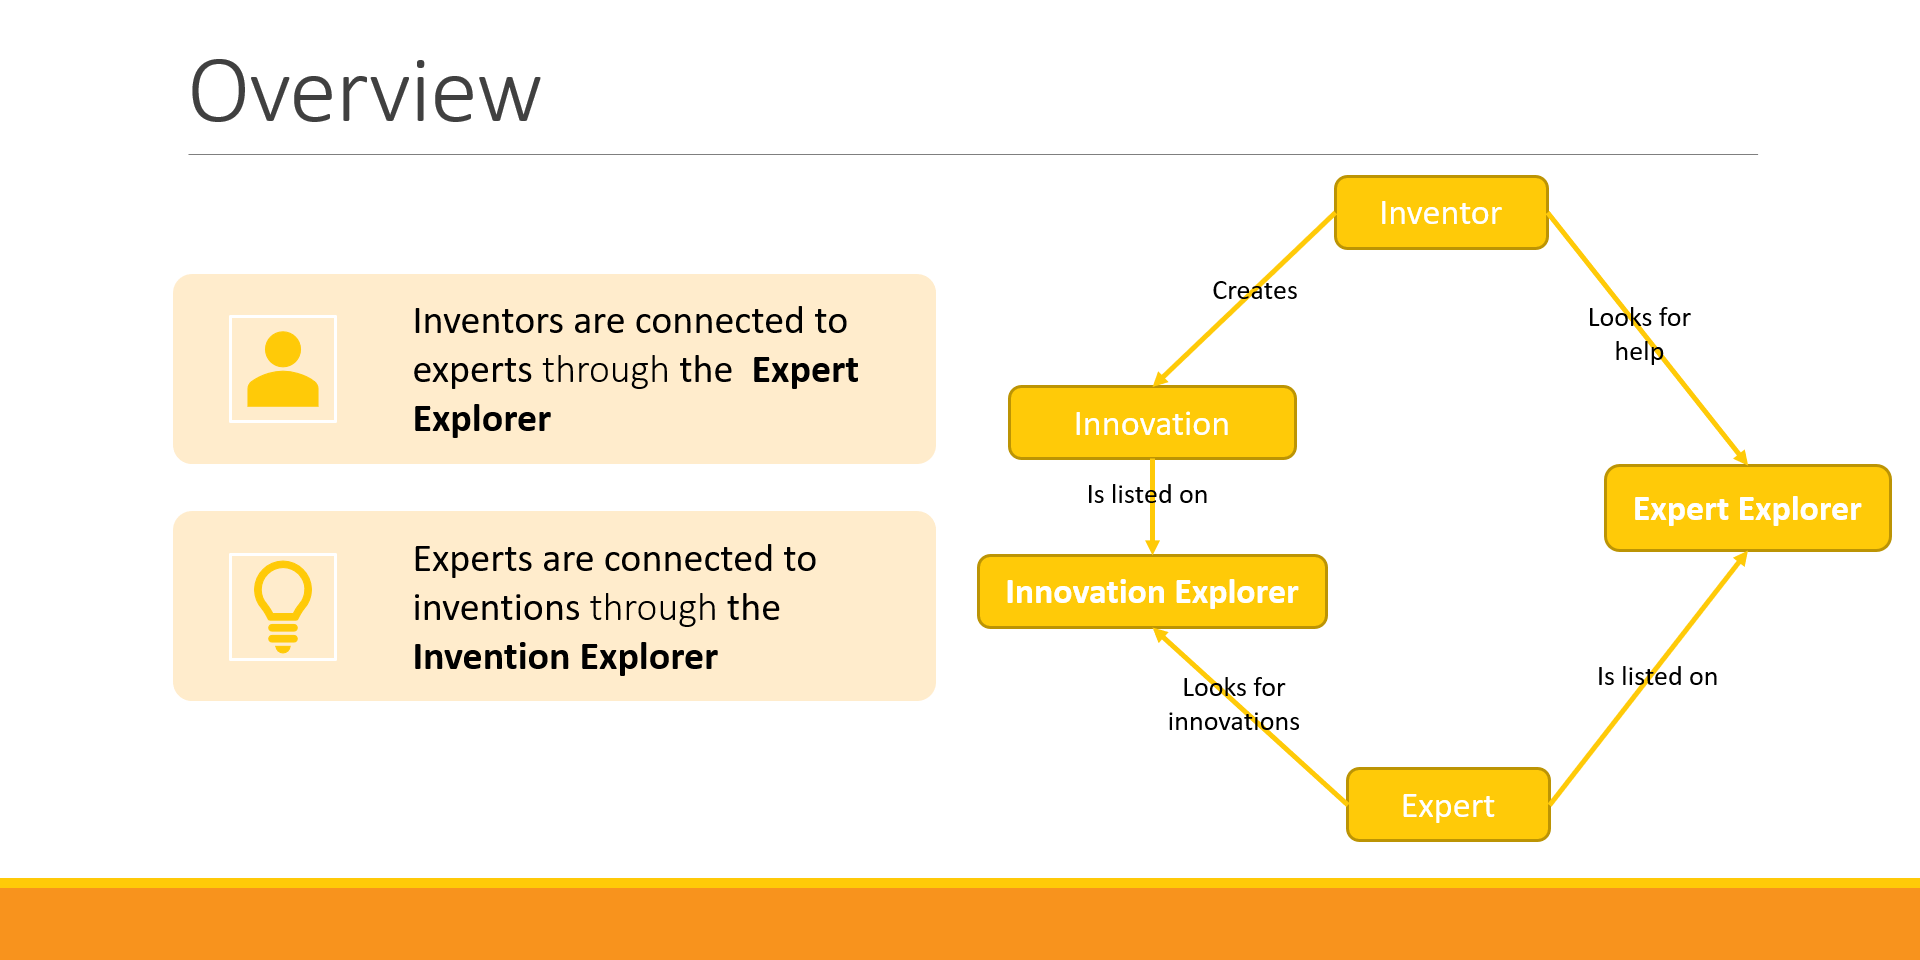 Overview
Inventors are connected to
experts through the  Expert
Explorer
Experts are connected to
inventions through the
Invention Explorer
Inventor
Creates
Looks for
help
Innovation
Is listed on
Expert Explorer
Innovation Explorer
Is listed on
Looks for
innovations
Expert